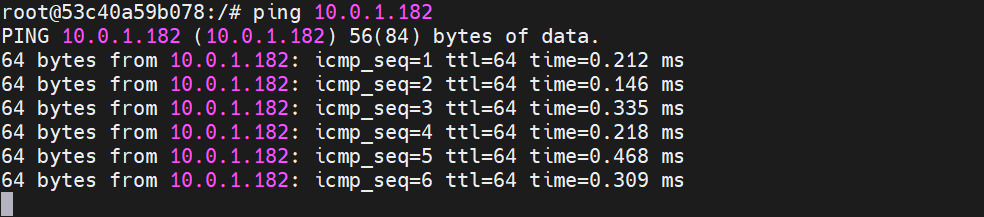 root@53c40a59b078:/# ping 10.0.1.182
PING 10.0.1.182 (10.0.1.182) 56(84) bytes of data.
64 bytes from 10.0.1.182: icmp_seq=1 ttl=64 time=0.212 ms
64 bytes from 10.0.1.182: icmp_seq=2 ttl=64 time=0.146 ms
64 bytes from 10.0.1.182: icmp_seq=3 ttl=64 time=0.335 ms
64 bytes from 10.0.1.182: icmp_seq=4 ttl=64 time=0.218 ms
64 bytes from 10.0.1.182: icmp_seq=5 ttl=64 time=0.468 ms
64 bytes from 10.0.1.182: icmp_seq=6 ttl=64 time=0.309 ms